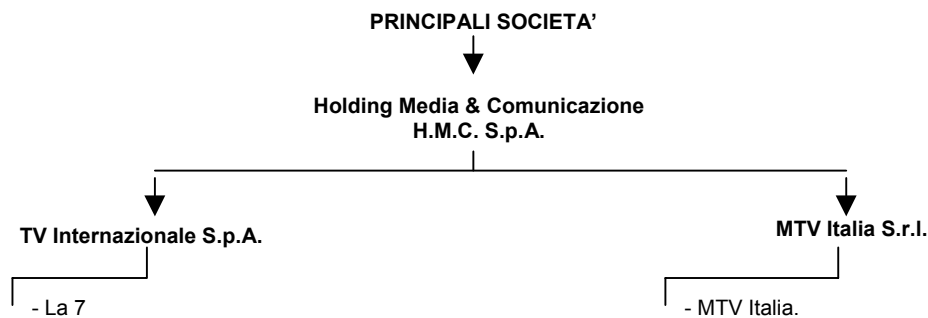 PRINCIPALI SOCIETA’
Holding Media & Comunicazione
H.M.C. S.p.A.
TV Internazionale S.p.A.
MTV Italia S.r.l.
- La 7
- MTV Italia.